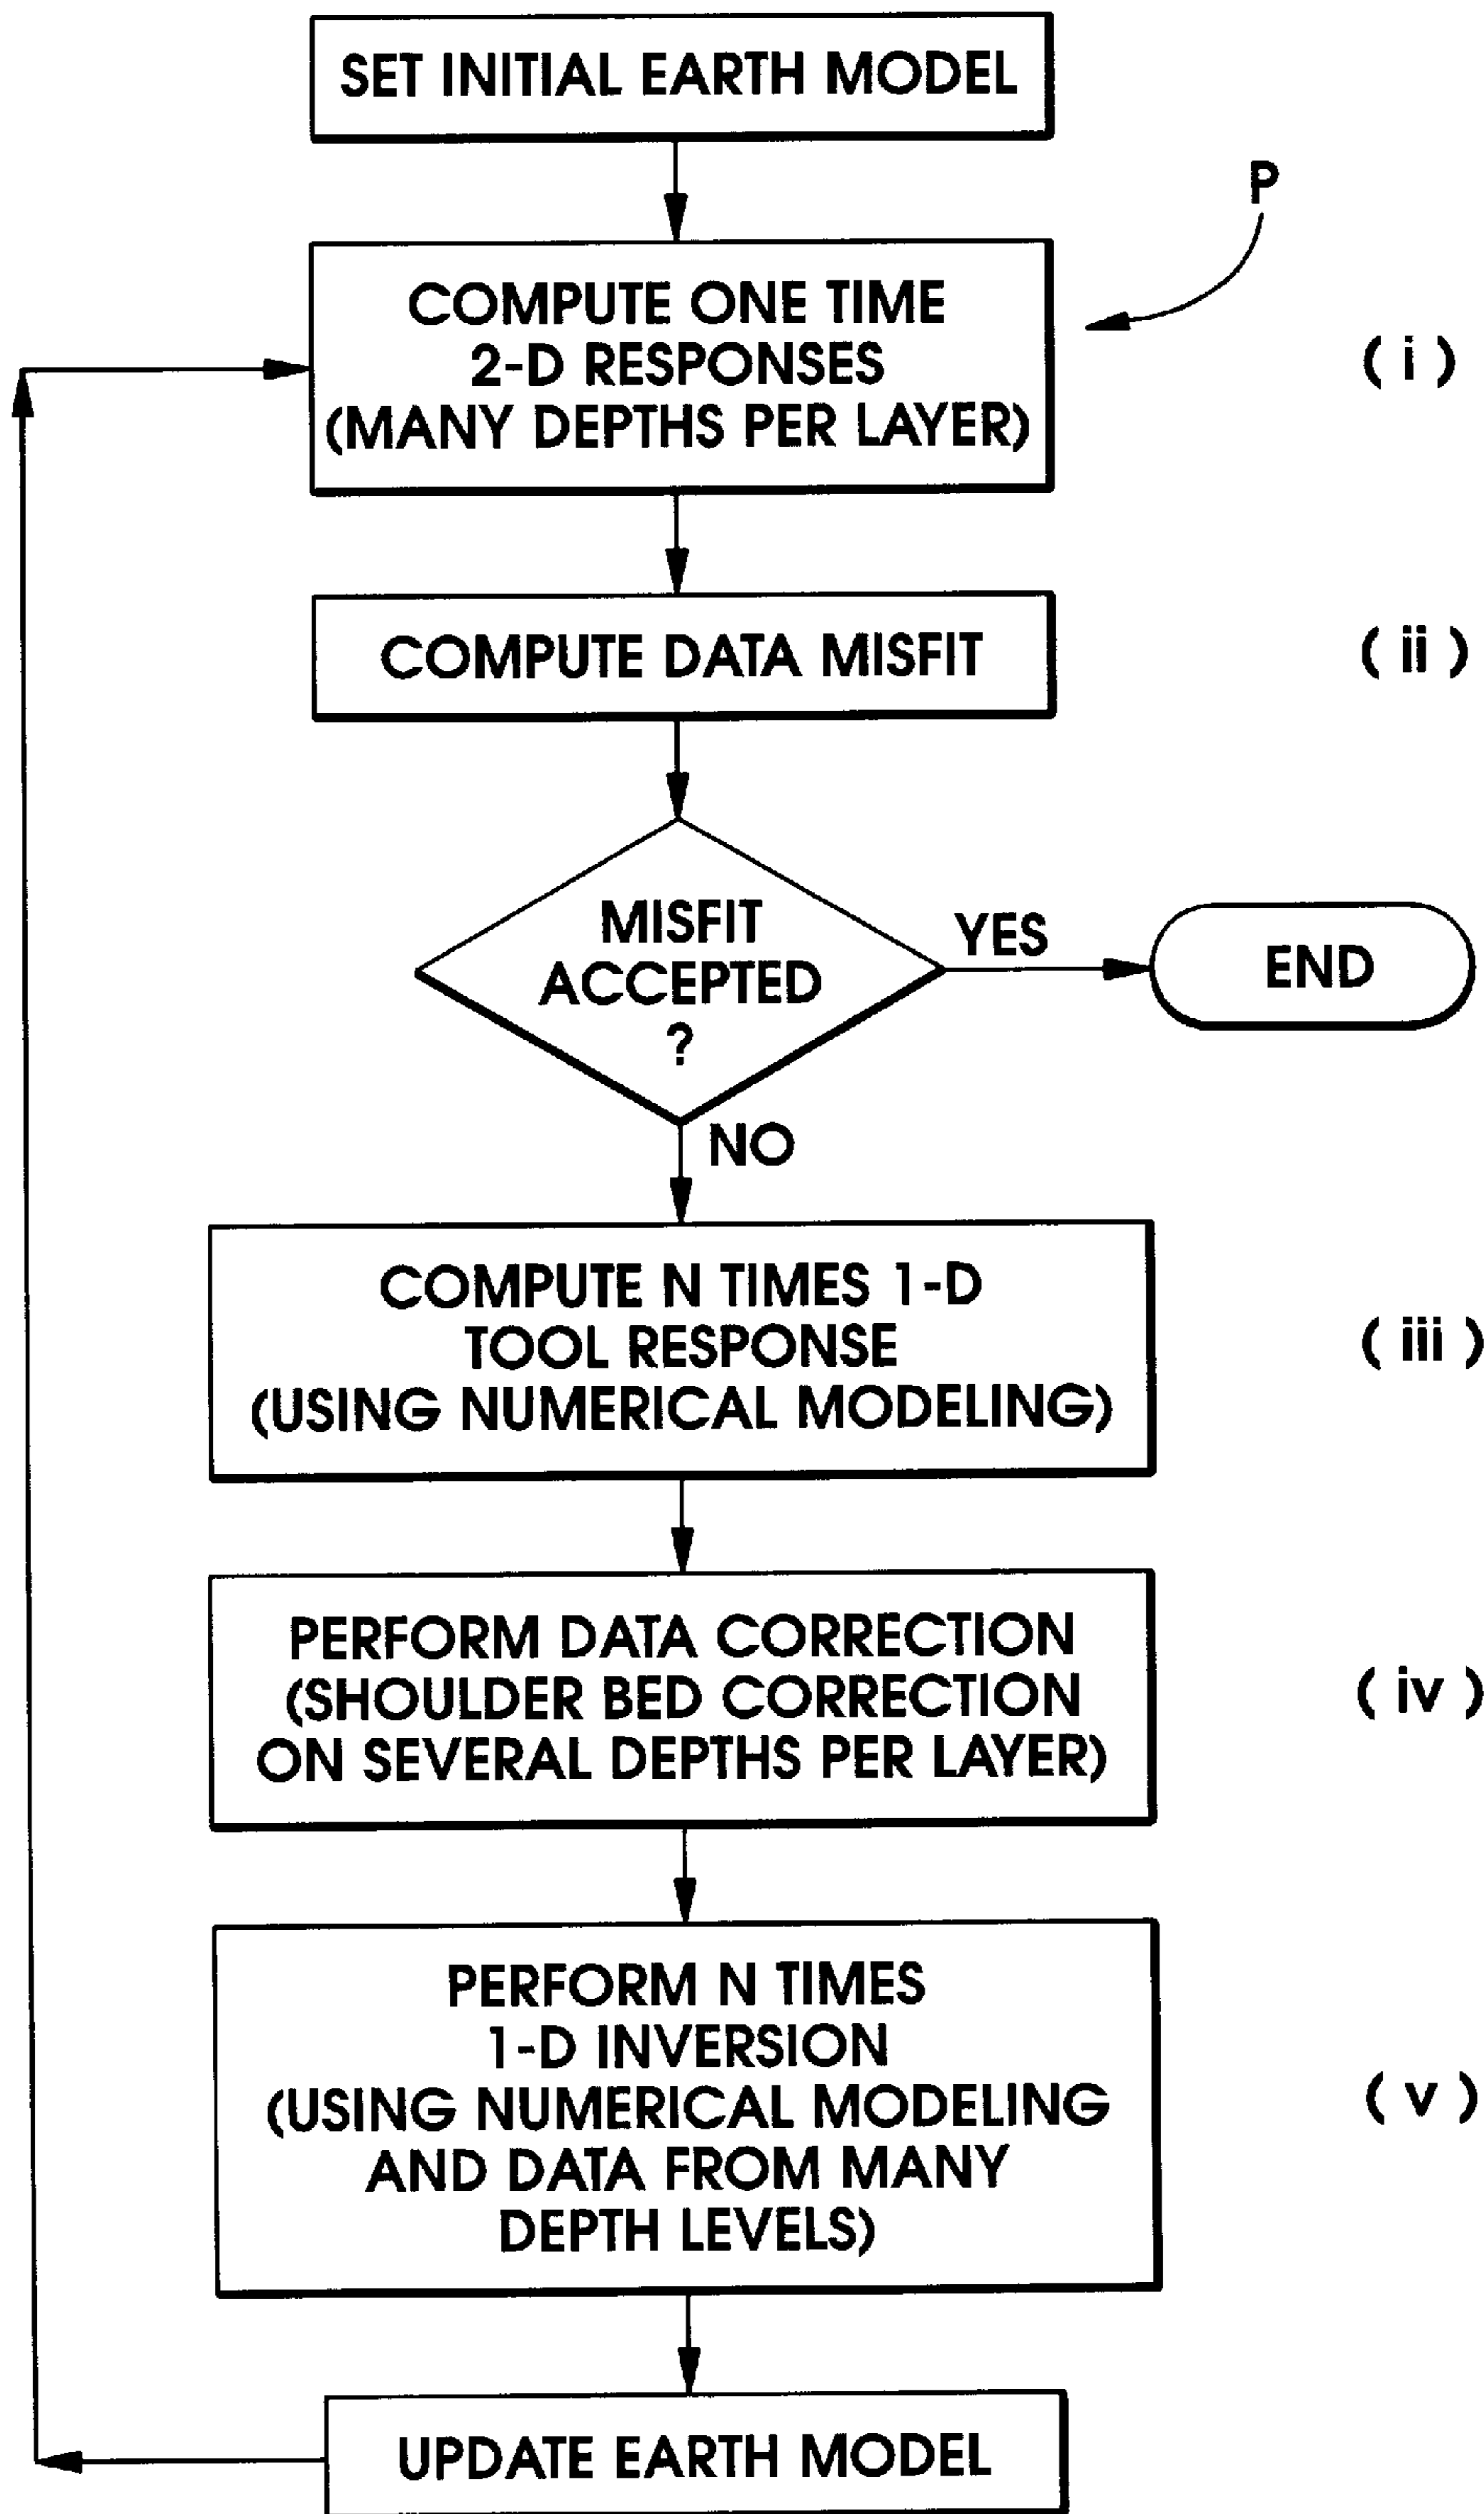 SET INITIAL EARTH MODEL
P
COMPUTE ONE TIME
2-D RESPONSES
(MANY DEPTHS PER LAYER)
( i )
COMPUTE DATA MISFIT
( ii )
MISFIT
ACCEPTED
?
YES
END
NO
COMPUTE N TIMES 1-D
TOOL RESPONSE
(USING NUMERICAL MODELING)
( iii )
PERFORM DATA CORRECTION
(SHOULDER BED CORRECTION
ON SEVERAL DEPTHS PER LAYER)
( iv )
PERFORM N TIMES
1-D INVERSION
(USING NUMERICAL MODELING
AND DATA FROM MANY
DEPTH LEVELS)
( v )
UPDATE EARTH MODEL